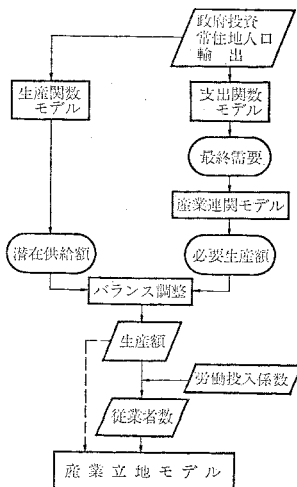 政府投資
常住地人口
輸出
生産関数
モデル
支出関数
モデル
最終需要
産業連関モデル
潜在供給額
必要生産額
バランス調整
生産額
労働投入係数
従業者数
産業立地モデル